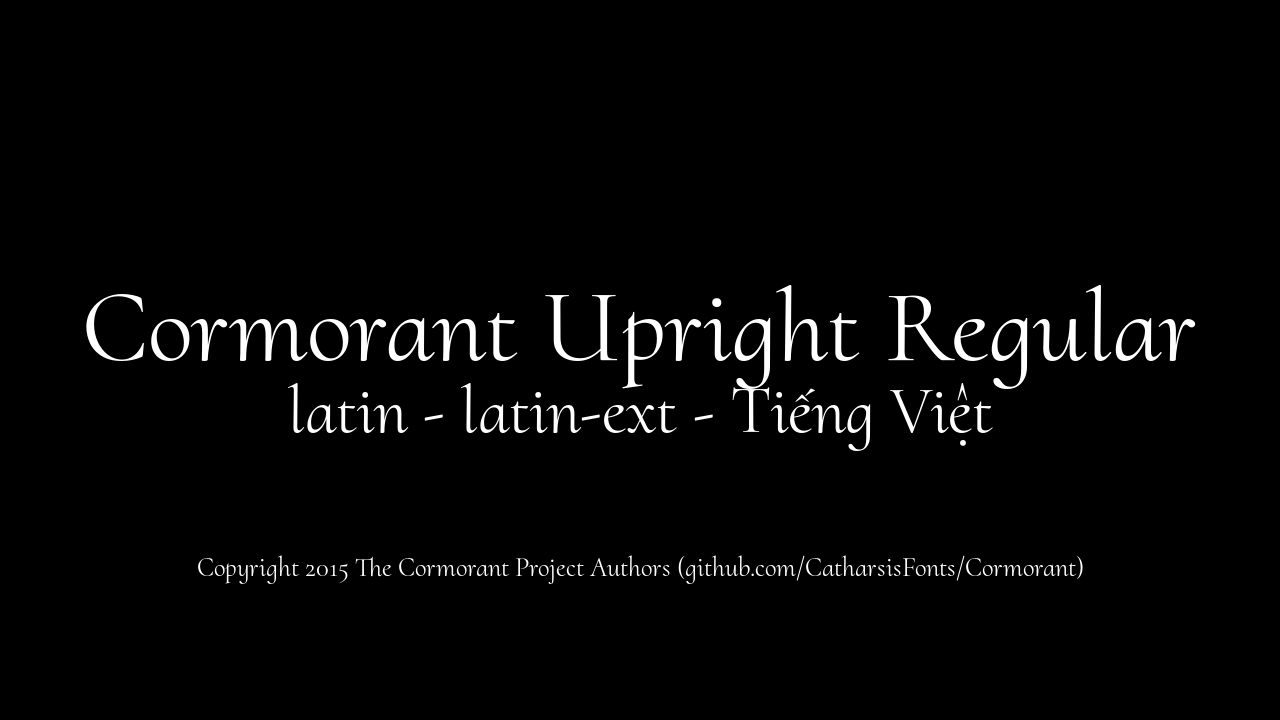 Cormorant Upright Regular
latin - latin-ext - Tiếng Việt
Copyright 2015 The Cormorant Project Authors (github.com/CatharsisFonts/Cormorant)